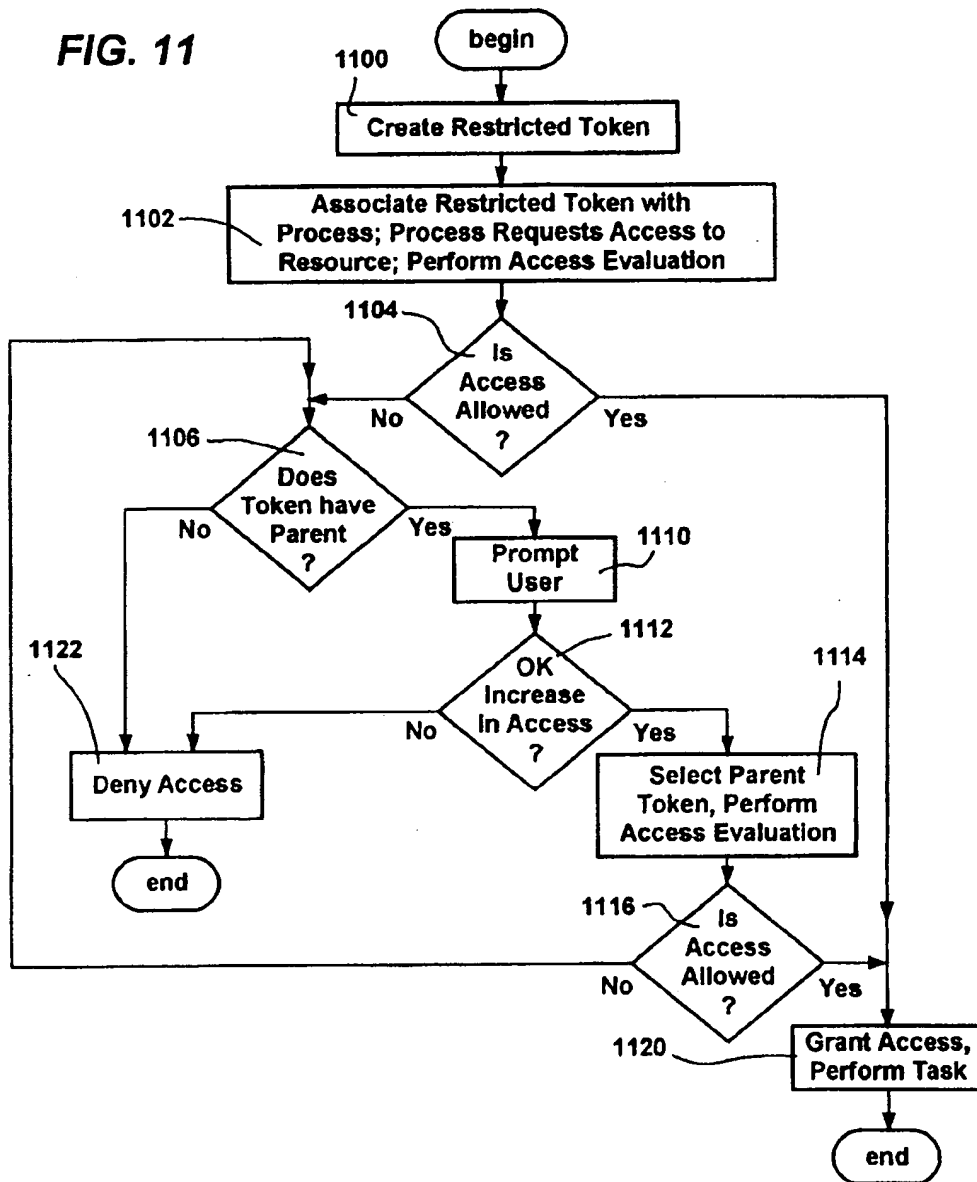 FIG. 11
begin
1100
Create Restricted Token
1102
Associate Restricted Token with
Process; Process Requests Access to
Resource; Perform Access Evaluation
1104
Is
Access
Allowed
?
No
Yes
1106
Does
Token have
Parent
?
No
Yes
1110
Prompt
User
1112
OK
Increase
In Access
?
No
Yes
1114
Select Parent
Token, Perform
Access Evaluation
1122
Deny Access
end
1116
Is
Access
Allowed
?
No
Yes
1120
Grant Access,
Perform Task
end